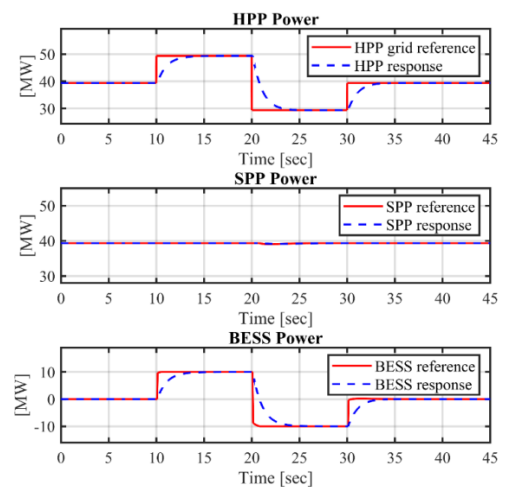 HPP Power
[MW]
50
40
30
HPP grid reference
HPP response
0 5 10 15 20 25 30 35 40 45
Time [sec]
SPP Power
[MW]
50
40
30
SPP reference
SPP response
0 5 10 15 20 25 30 35 40 45
Time [sec]
BESS Power
[MW]
10
0
-10
BESS reference
BESS response
0 5 10 15 20 25 30 35 40 45
Time [sec]